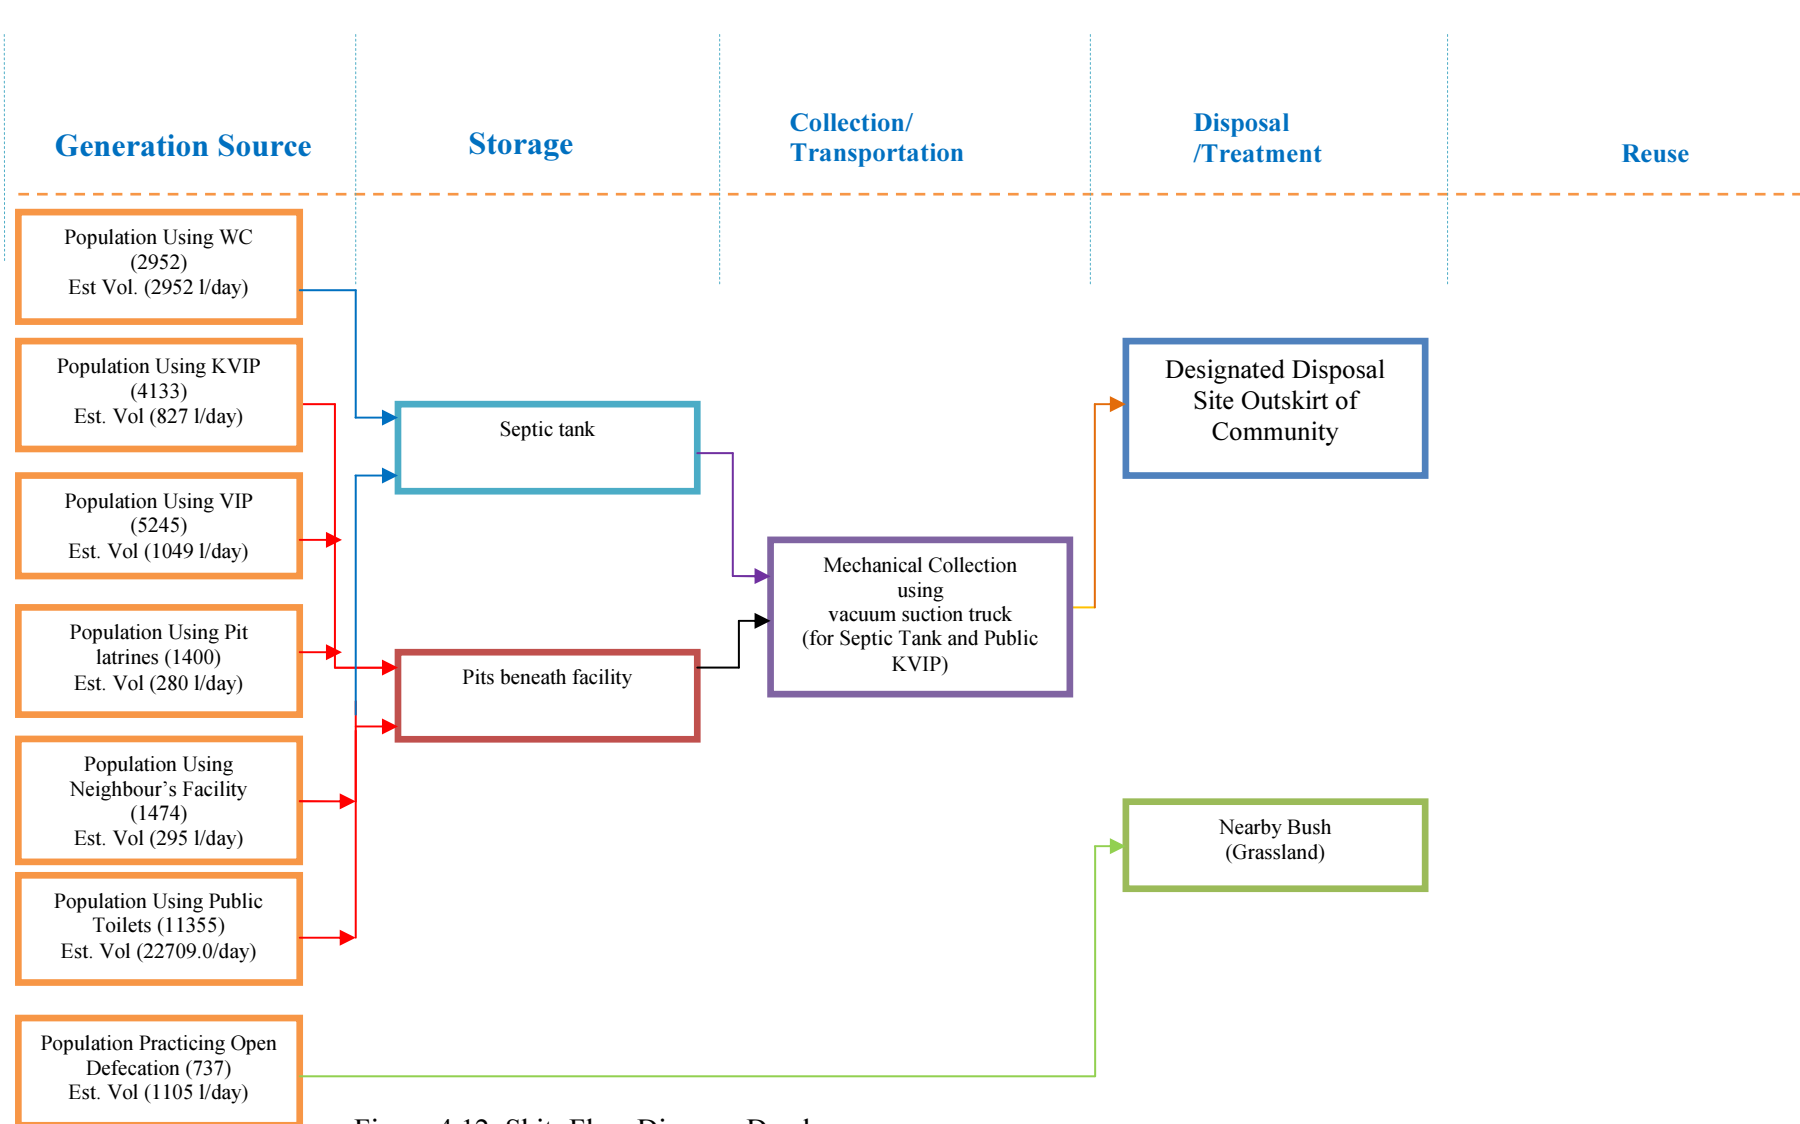 Generation Source
Storage
Collection/
Transportation
Disposal
/Treatment
Reuse
Population Using WC
(2952)
Est Vol. (2952 l/day)
Population Using KVIP
(4133)
Est. Vol (827 l/day)
Population Using VIP
(5245)
Est. Vol (1049 l/day)
Population Using Pit
latrines (1400)
Est. Vol (280 l/day)
Population Using
Neighbour’s Facility
(1474)
Est. Vol (295 l/day)
Population Using Public
Toilets (11355)
Est. Vol (22709.0/day)
Population Practicing Open
Defecation (737)
Est. Vol (1105 l/day)
Septic tank
Pits beneath facility
Mechanical Collection
using
vacuum suction truck
(for Septic Tank and Public
KVIP)
Designated Disposal
Site Outskirt of
Community
Nearby Bush
(Grassland)